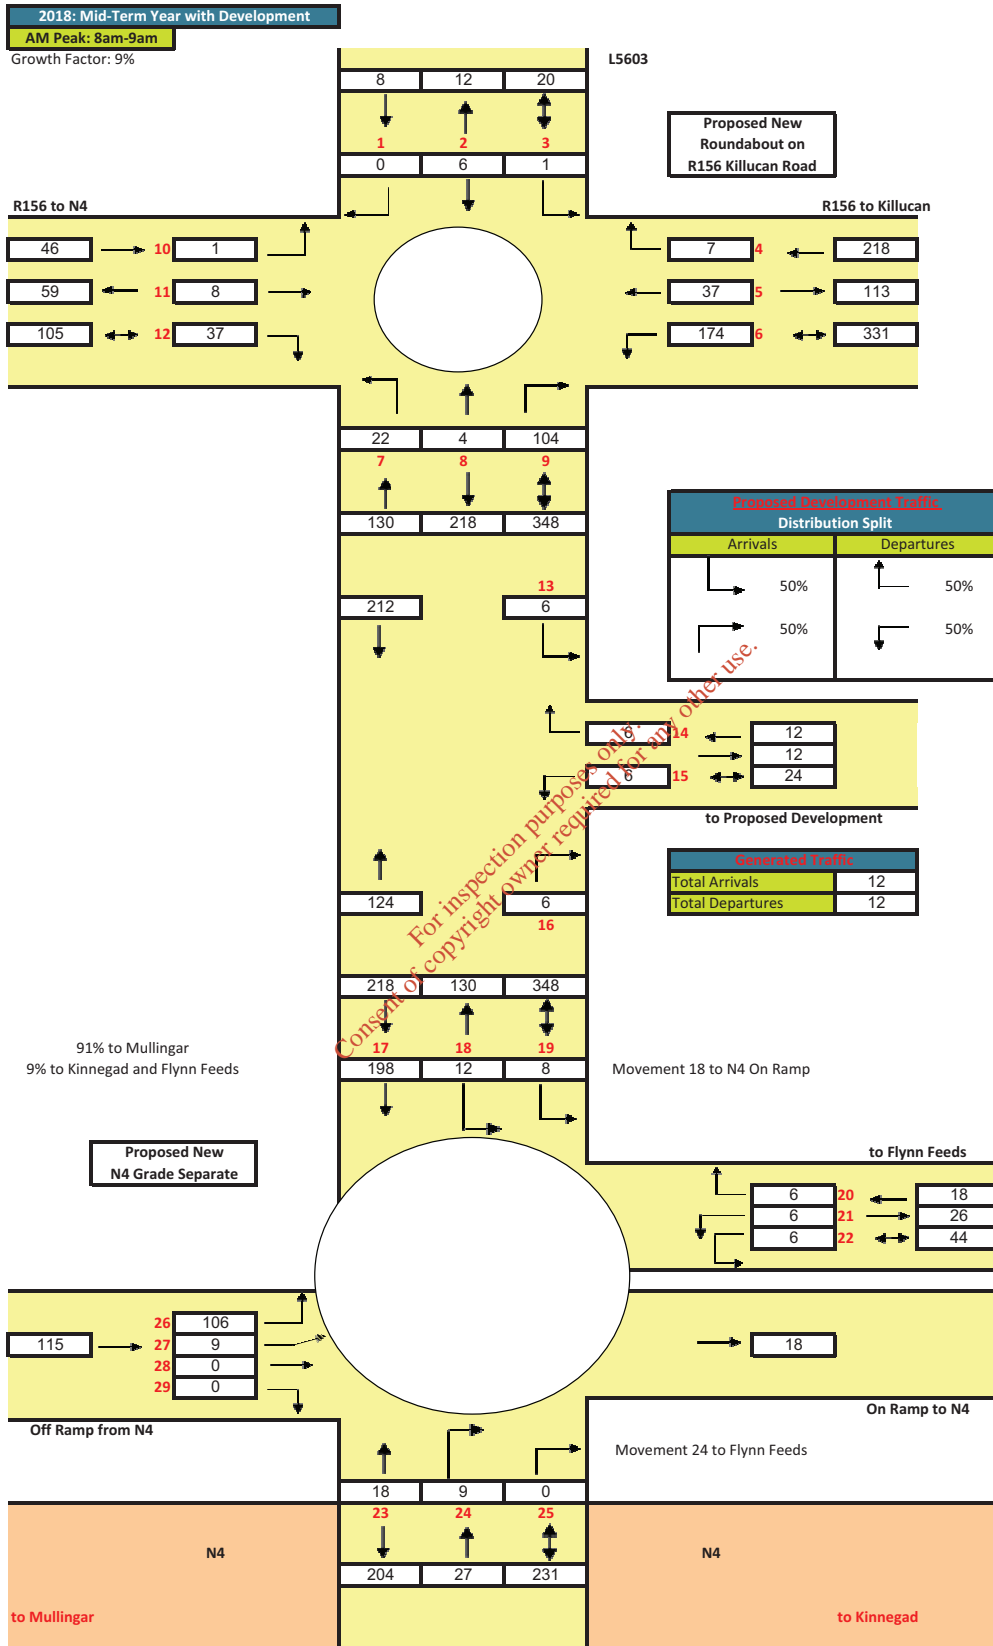 2018: Mid-Term Year with Development
AM Peak: 8am-9am
Growth Factor: 9%
L5603
8 12 20
1 2 3
0 6 1
Proposed New
Roundabout on
R156 Killucan Road
R156 to N4
R156 to Killucan
46 10 1
7 4 218
59 11 8
37 5 113
105 12 37
174 6 331
22 4 104
7 8 9
130 218 348
Proposed Development Traffic
Distribution Split
Arrivals Departures
50% 50%
50% 50%
13
212 6
6 14 12
12
6 15 24
to Proposed Development
Generated Traffic
Total Arrivals 12
Total Departures 12
124 6
16
For inspection purposes only.
Consent of copyright owner required for any other use.
218 130 348
17 18 19
198 12 8
91% to Mullingar
9% to Kinnegad and Flynn Feeds
Movement 18 to N4 On Ramp
Proposed New
N4 Grade Separate
to Flynn Feeds
6 20 18
6 21 26
6 22 44
26 106
115 27 9
28 0
29 0
18
Off Ramp from N4
On Ramp to N4
Movement 24 to Flynn Feeds
18 9 0
23 24 25
N4 N4
204 27 231
to Mullingar
to Kinnegad